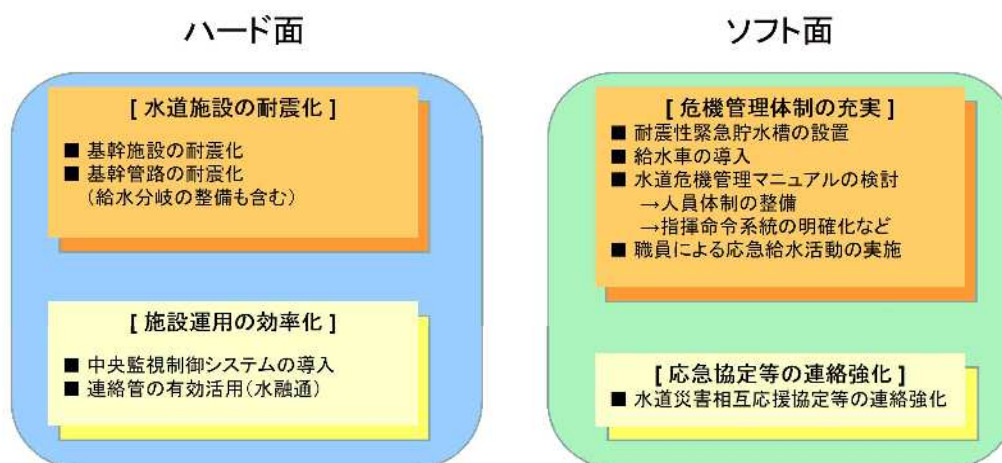 ハード面
[ 水道施設の耐震化 ]
■ 基幹施設の耐震化
■ 基幹管路の耐震化
(給水分岐の整備も含む)
[ 施設運用の効率化 ]
■ 中央監視制御システムの導入
■ 連絡管の有効活用(水融通)
ソフト面
[ 危機管理体制の充実 ]
■ 耐震性緊急貯水槽の設置
■ 給水車の導入
■ 水道危機管理マニュアルの検討
→人員体制の整備
→指揮命令系統の明確化など
■ 職員による応急給水活動の実施
[ 応急協定等の連絡強化 ]
■ 水道災害相互応援協定等の連絡強化